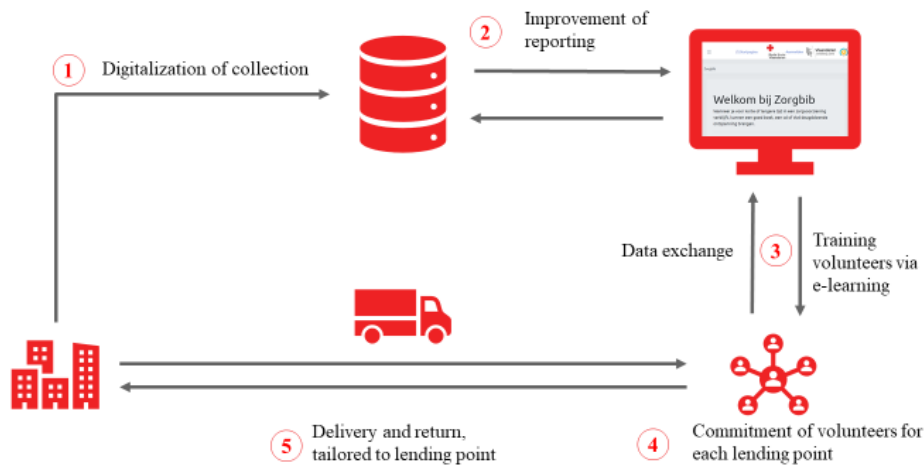 1
Digitalization of collection
2
Improvement of
reporting
Welkom bij Zorgbib
Data exchange
3
Training
volunteers via
e-learning
5
Delivery and return,
tailored to lending point
4
Commitment of volunteers for
each lending point